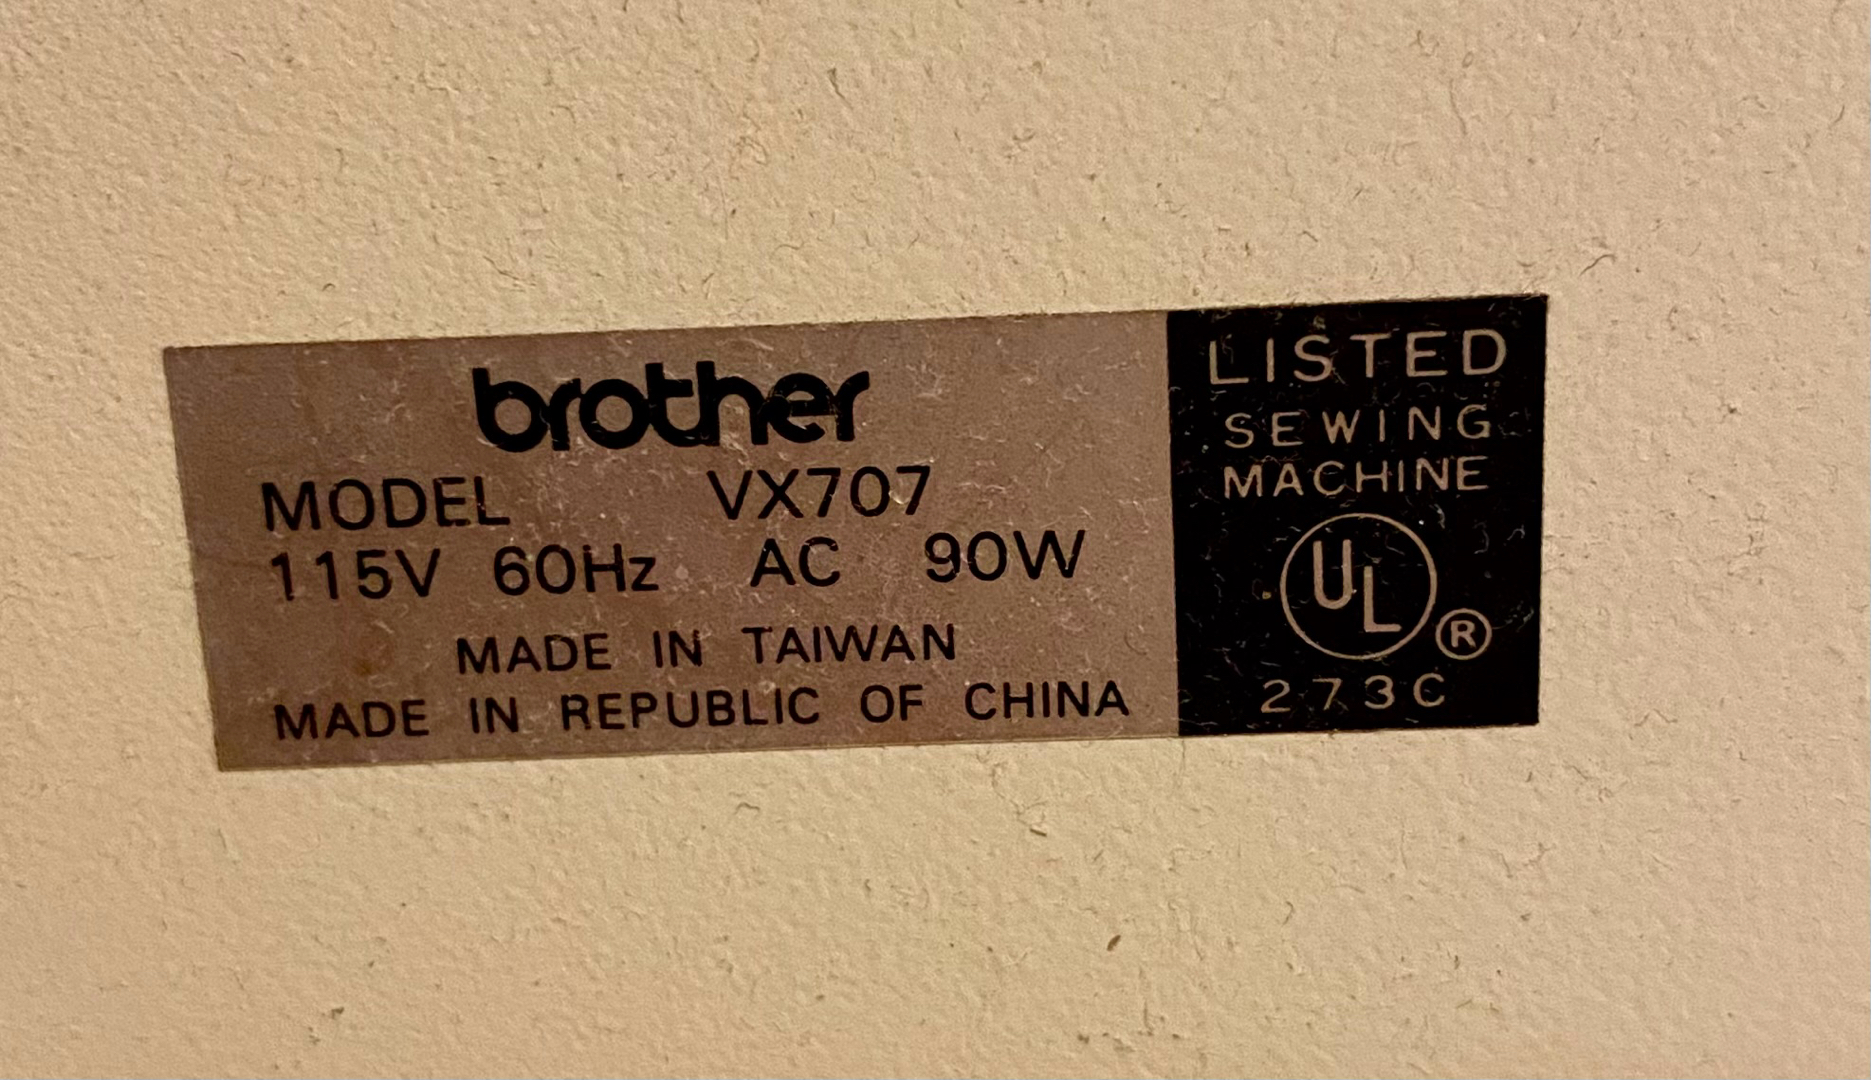 brother
MODEL VX707
115V 60Hz AC 90W
MADE IN TAIWAN
MADE IN REPUBLIC OF CHINA
LISTED
SEWING
MACHINE
UL ®
273C